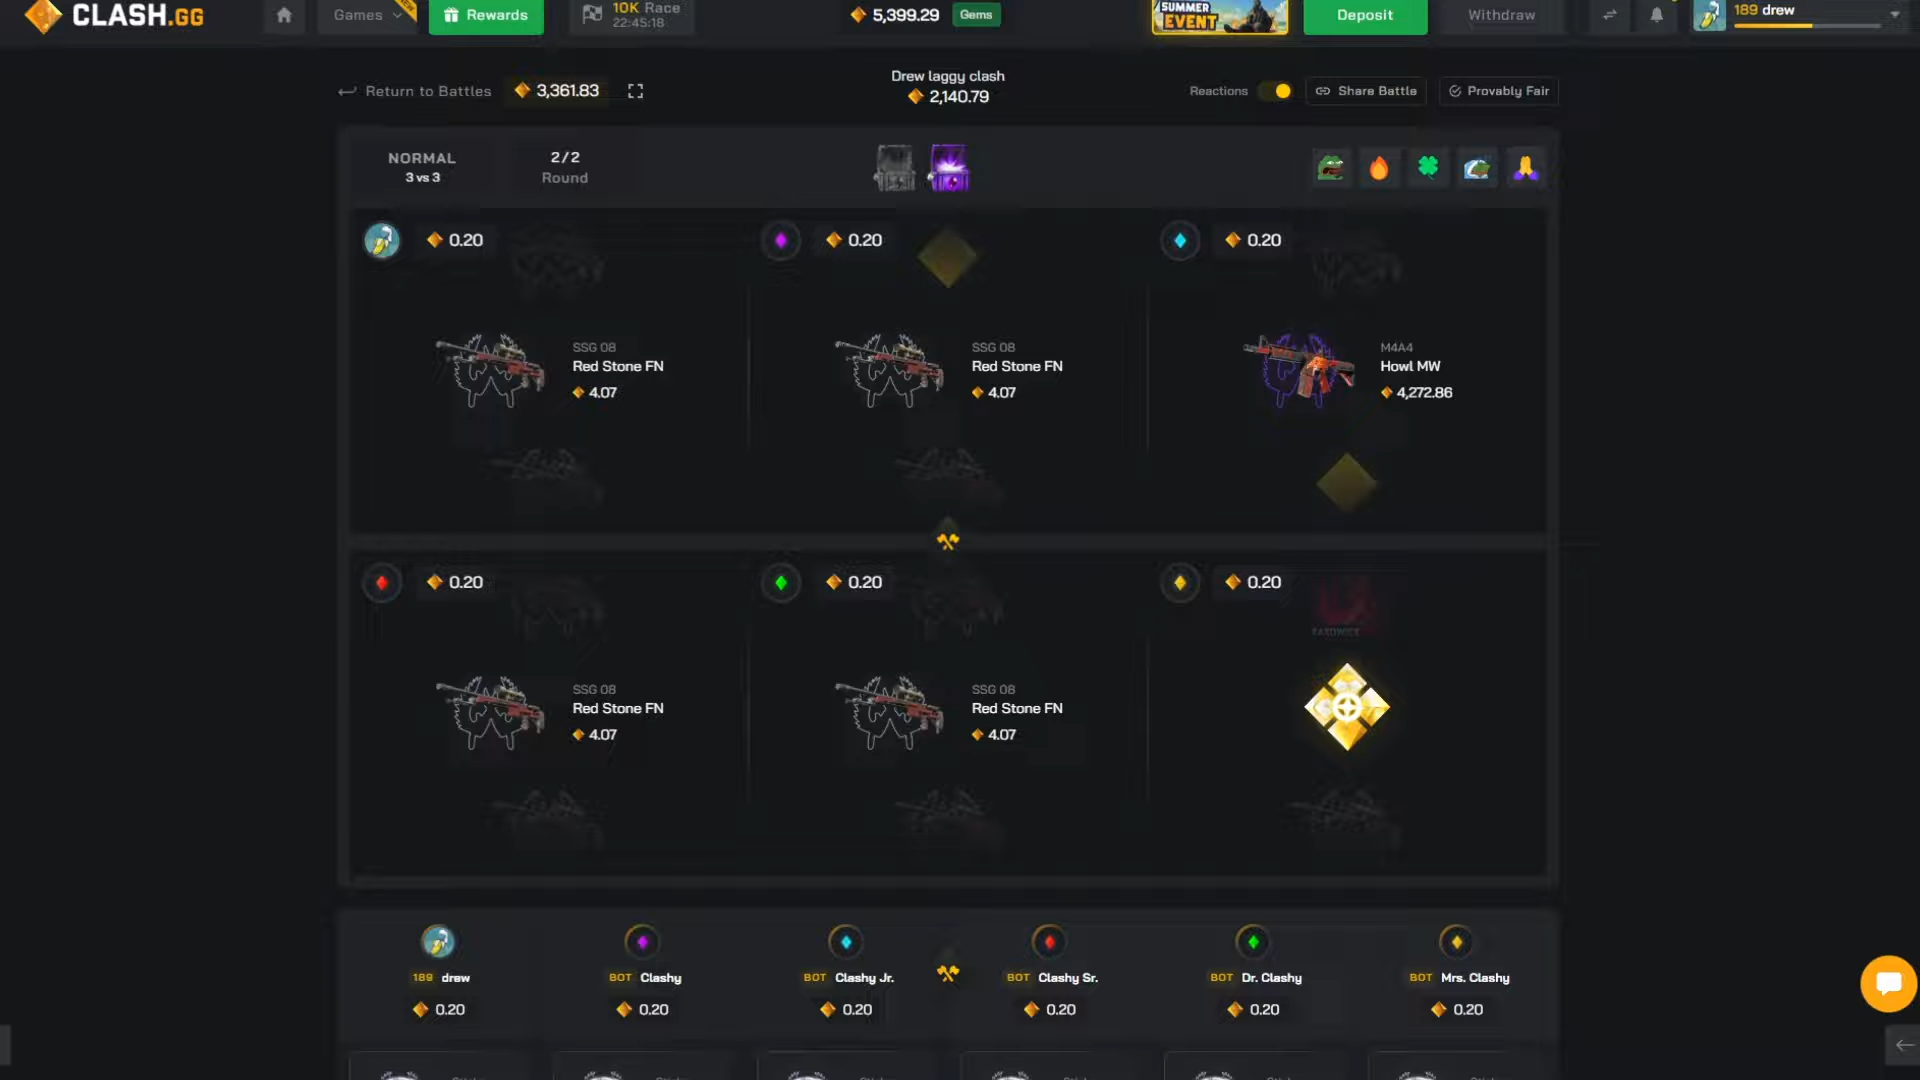 CLASH.GG
Games
Rewards
10K Race
22:45:18
5,399.29
Gems
SUMMER
EVENT
Deposit
Withdraw
189 drew
Return to Battles
3,361.83
Drew laggy clash
2,140.79
Reactions
Share Battle
Provably Fair
NORMAL
3 vs 3
2/2
Round
0.20
0.20
0.20
SSG 08
Red Stone FN
4.07
SSG 08
Red Stone FN
4.07
M4A4
Howl MW
4,272.86
0.20
0.20
0.20
SSG 08
Red Stone FN
4.07
SSG 08
Red Stone FN
4.07
189 drew
0.20
BOT Clashy
0.20
BOT Clashy Jr.
0.20
BOT Clashy Sr.
0.20
BOT Dr. Clashy
0.20
BOT Mrs. Clashy
0.20